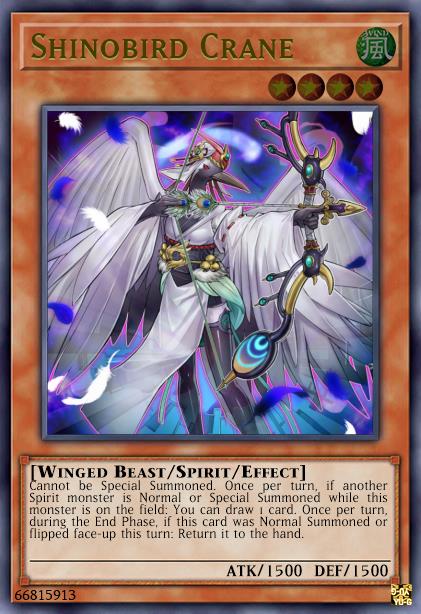 SHINOBIRD CRANE
WIND
風
[WINGED BEAST/SPIRIT/EFFECT]
Cannot be Special Summoned. Once per turn, if another
Spirit monster is Normal or Special Summoned while this
monster is on the field: You can draw 1 card. Once per turn,
during the End Phase, if this card was Normal Summoned or
flipped face-up this turn: Return it to the hand.
ATK/1500 DEF/1500
66815913